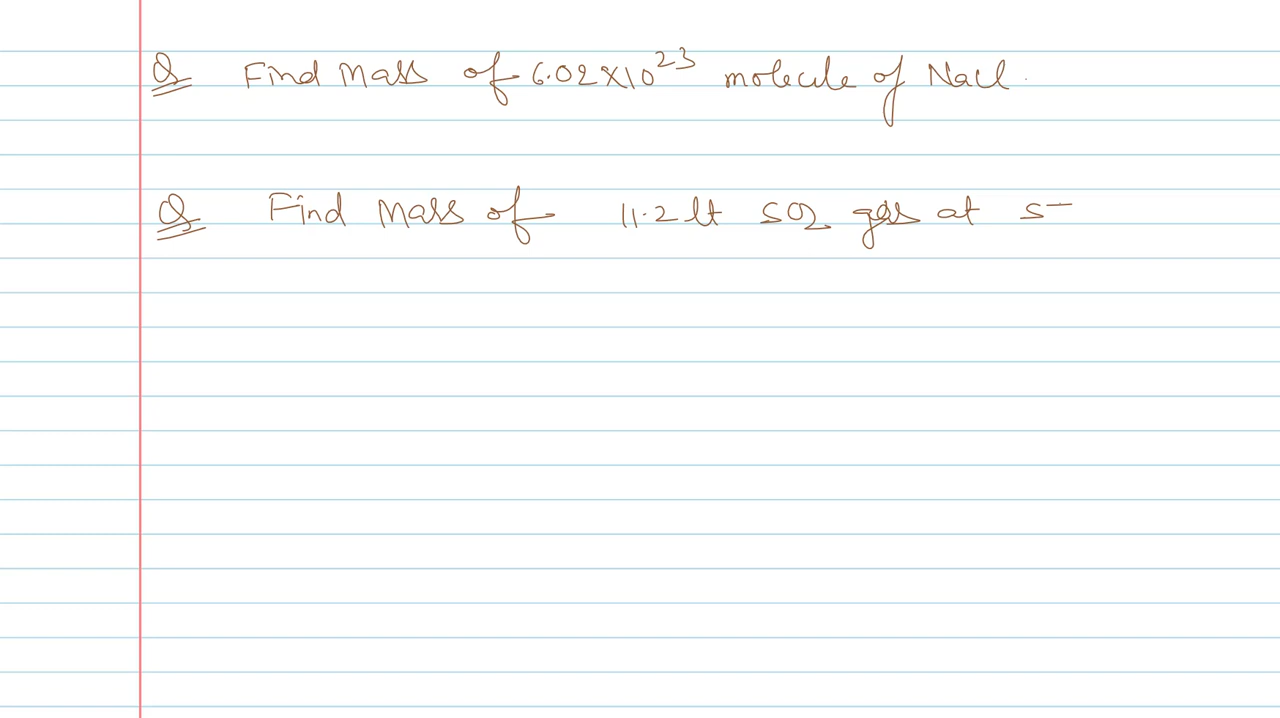 Q Find Mass of 6.02×10²³ molecule of NaCl.
Q Find Mass of 11.2 lt SO2 gas at S